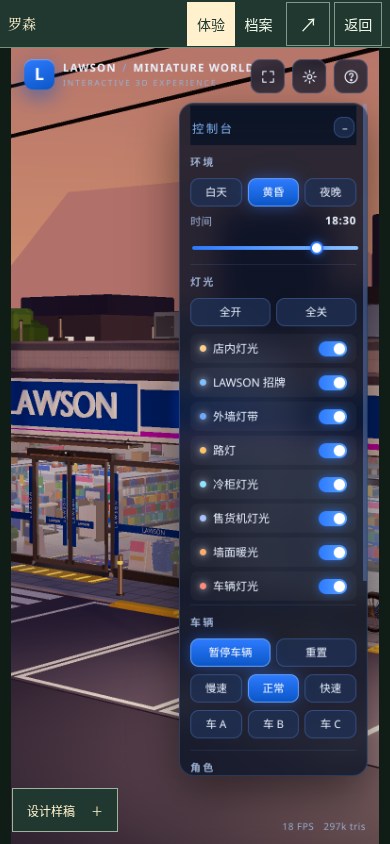 罗森
体验 档案 ↗ 返回
L LAWSON / MINIATURE WORLD
INTERACTIVE 3D EXPERIENCE
控制台 –
环境
白天 黄昏 夜晚
时间 18:30
灯光
全开 全关
店内灯光
LAWSON 招牌
外墙灯带
路灯
冷柜灯光
售货机灯光
墙面暖光
车辆灯光
车辆
暂停车辆 重置
慢速 正常 快速
车 A 车 B 车 C
角色
LAWSON
LAWSON
设计样稿 +
18 FPS 297k tris